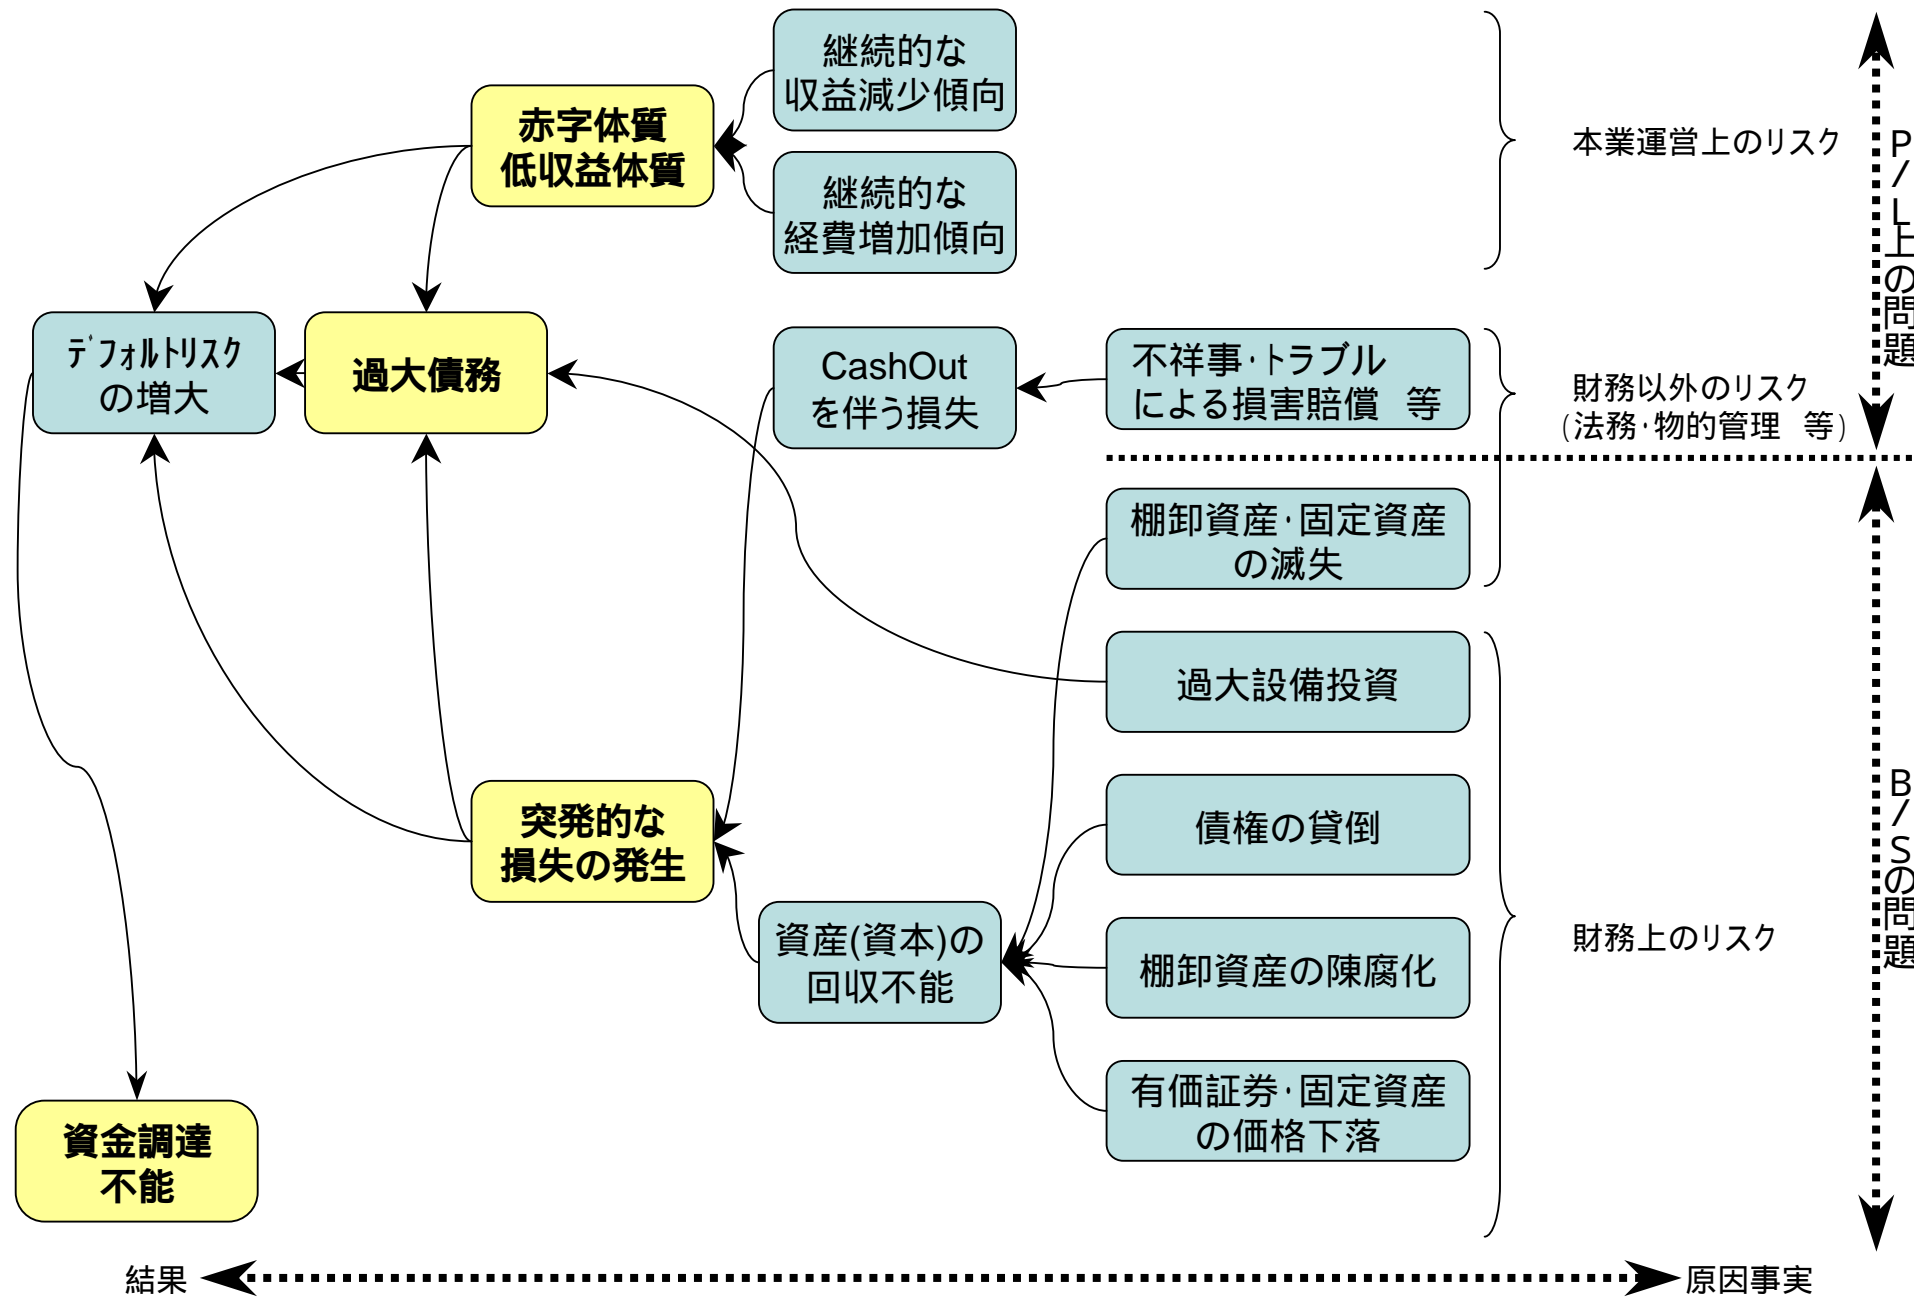 継続的な
収益減少傾向
赤字体質
低収益体質
継続的な
経費増加傾向
本業運営上のリスク
P/L上の問題
ﾃﾞﾌｫﾙﾄﾘｽｸ
の増大
過大債務
CashOut
を伴う損失
不祥事・トラブル
による損害賠償 等
財務以外のリスク
(法務・物的管理 等)
棚卸資産・固定資産
の滅失
過大設備投資
突発的な
損失の発生
債権の貸倒
B/Sの問題
資産(資本)の
回収不能
棚卸資産の陳腐化
財務上のリスク
有価証券・固定資産
の価格下落
資金調達
不能
結果
原因事実